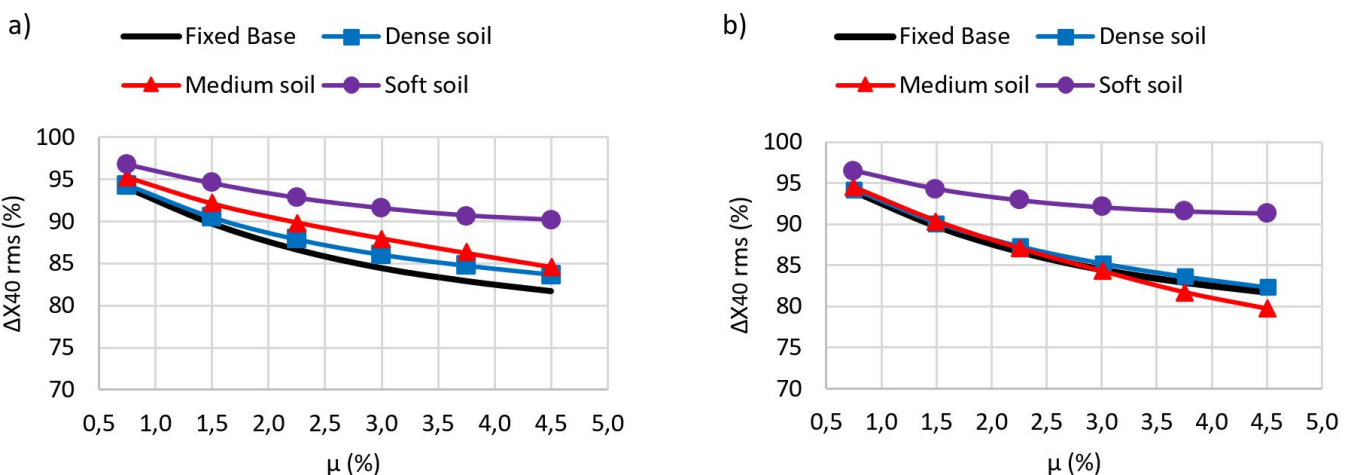 a)
Fixed Base Dense soil
Medium soil Soft soil
ΔX40 rms (%)
100
95
90
85
80
75
70
0,5 1,0 1,5 2,0 2,5 3,0 3,5 4,0 4,5 5,0
μ (%)
b)
Fixed Base Dense soil
Medium soil Soft soil
ΔX40 rms (%)
100
95
90
85
80
75
70
0,5 1,0 1,5 2,0 2,5 3,0 3,5 4,0 4,5 5,0
μ (%)